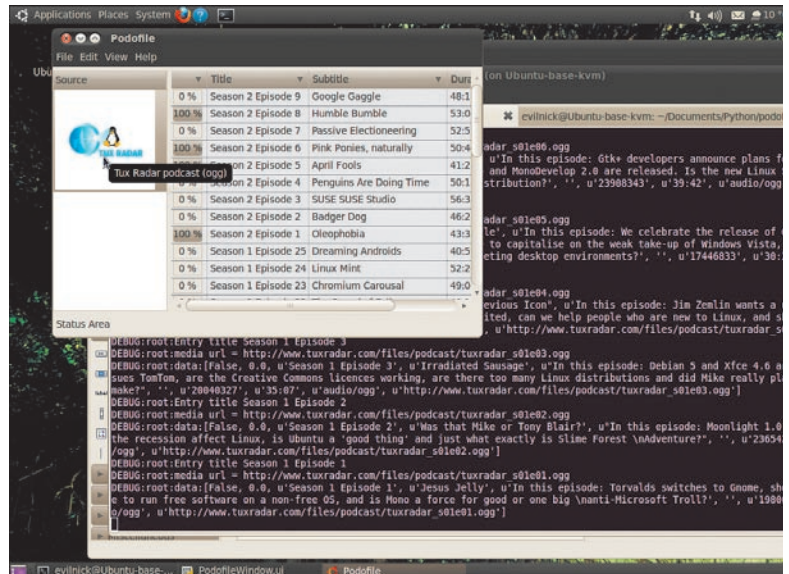 Applications Places System
10
Podofile
File Edit View Help
Source
Title Subtitle Dura
0 % Season 2 Episode 9 Google Gaggle 48:1
100 % Season 2 Episode 8 Humble Bumble 53:0
0 % Season 2 Episode 7 Passive Electioneering 52:5
100 % Season 2 Episode 6 Pink Ponies, naturally 50:4
Season 2 Episode 5 April Fools 41:2
0 % Season 2 Episode 4 Penguins Are Doing Time 50:1
0 % Season 2 Episode 3 SUSE SUSE Studio 56:3
0 % Season 2 Episode 2 Badger Dog 46:2
100 % Season 2 Episode 1 Oleophobia 43:3
0 % Season 1 Episode 25 Dreaming Androids 40:5
0 % Season 1 Episode 24 Linux Mint 52:2
0 % Season 1 Episode 23 Chromium Carousal 49:0
TUX RADAR
Tux Radar podcast (ogg)
Status Area
(on Ubuntu-base-kvm)
evilnick@Ubuntu-base-kvm: ~/Documents/Python/podo
adar_s01e06.ogg
u'In this episode: Gtk+ developers announce plans f
and MonoDevelop 2.0 are released. Is the new Linux
stribution?', '', u'23908343', u'39:42', u'audio/ogg
adar_s01e05.ogg
le', u'In this episode: We celebrate the release of
to capitalise on the weak take-up of Windows Vista,
eting desktop environments?', '', u'17446833', u'30:
adar_s01e04.ogg
evious Icon", u'In this episode: Jim Zemlin wants a
ited, can we help people who are new to Linux, and s
, u'http://www.tuxradar.com/files/podcast/tuxradar_s0
DEBUG:root:Entry title Season 1 Episode 3
DEBUG:root:media url = http://www.tuxradar.com/files/podcast/tuxradar_s01e03.ogg
DEBUG:root:data:[False, 0.0, u'Season 1 Episode 3', u'Irradiated Sausage', u"In this episode: Debian 5 and Xfce 4.6 a
sues TomTom, are the Creative Commons licences working, are there too many Linux distributions and did Mike really pl
make?", '', u'20040327', u'35:07', u'audio/ogg', u'http://www.tuxradar.com/files/podcast/tuxradar_s01e03.ogg']
DEBUG:root:Entry title Season 1 Episode 2
DEBUG:root:media url = http://www.tuxradar.com/files/podcast/tuxradar_s01e02.ogg
DEBUG:root:data:[False, 0.0, u'Season 1 Episode 2', u'Was that Mike or Tony Blair?', u"In this episode: Moonlight 1.0
the recession affect Linux, is Ubuntu a 'good thing' and just what exactly is Slime Forest \nAdventure?", '', u'23654
/ogg', u'http://www.tuxradar.com/files/podcast/tuxradar_s01e02.ogg']
DEBUG:root:Entry title Season 1 Episode 1
DEBUG:root:media url = http://www.tuxradar.com/files/podcast/tuxradar_s01e01.ogg
DEBUG:root:data:[False, 0.0, u'Season 1 Episode 1', u'Jesus Jelly', u'In this episode: Torvalds switches to Gnome, sh
e to run free software on a non-free OS, and is Mono a force for good or one big \nanti-Microsoft Troll?', '', u'1980
o/ogg', u'http://www.tuxradar.com/files/podcast/tuxradar_s01e01.ogg']
Miscellaneous
evilnick@Ubuntu-base-... PodofileWindow.ui Podofile